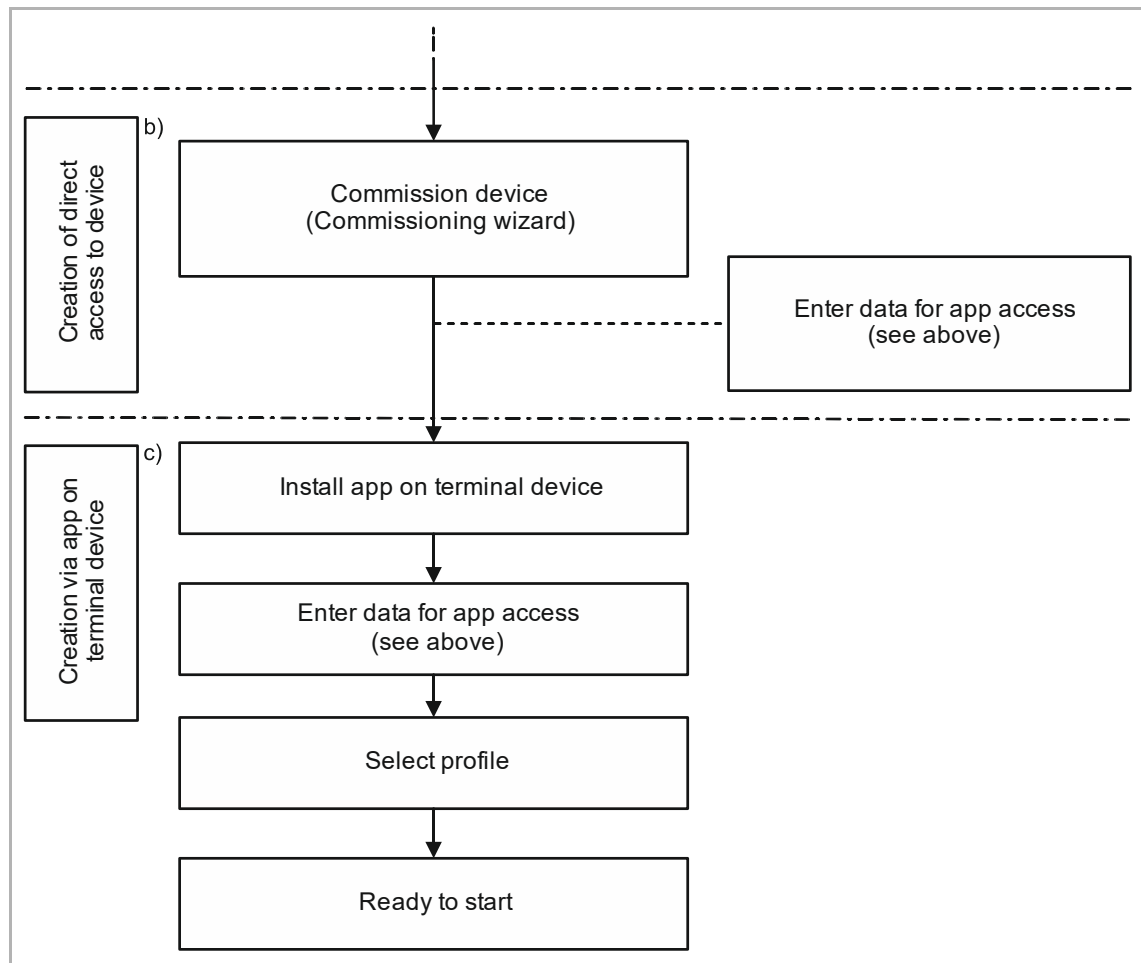 Creation of direct
access to device
b)
Commission device
(Commissioning wizard)
Enter data for app access
(see above)
Creation via app on
terminal device
c)
Install app on terminal device
Enter data for app access
(see above)
Select profile
Ready to start